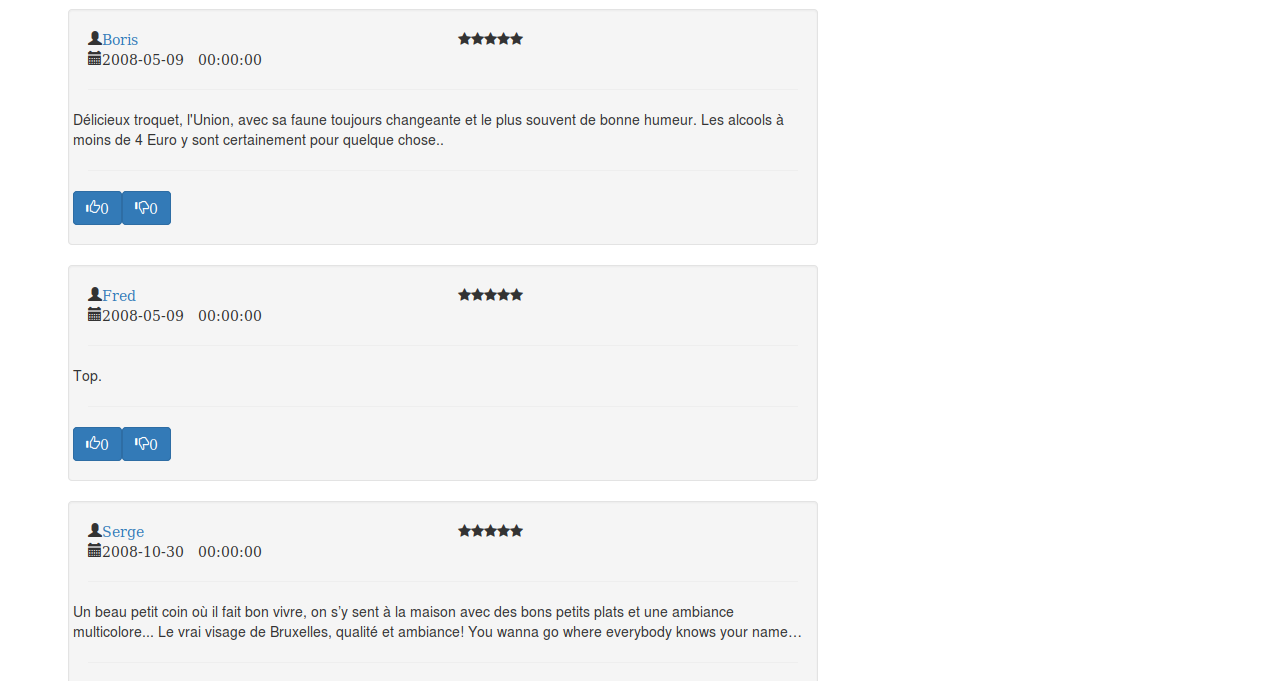 Boris ★★★★★
2008-05-09 00:00:00
Délicieux troquet, l'Union, avec sa faune toujours changeante et le plus souvent de bonne humeur. Les alcools à
moins de 4 Euro y sont certainement pour quelque chose..
0 0
Fred ★★★★★
2008-05-09 00:00:00
Top.
0 0
Serge ★★★★★
2008-10-30 00:00:00
Un beau petit coin où il fait bon vivre, on s’y sent à la maison avec des bons petits plats et une ambiance
multicolore... Le vrai visage de Bruxelles, qualité et ambiance! You wanna go where everybody knows your name…